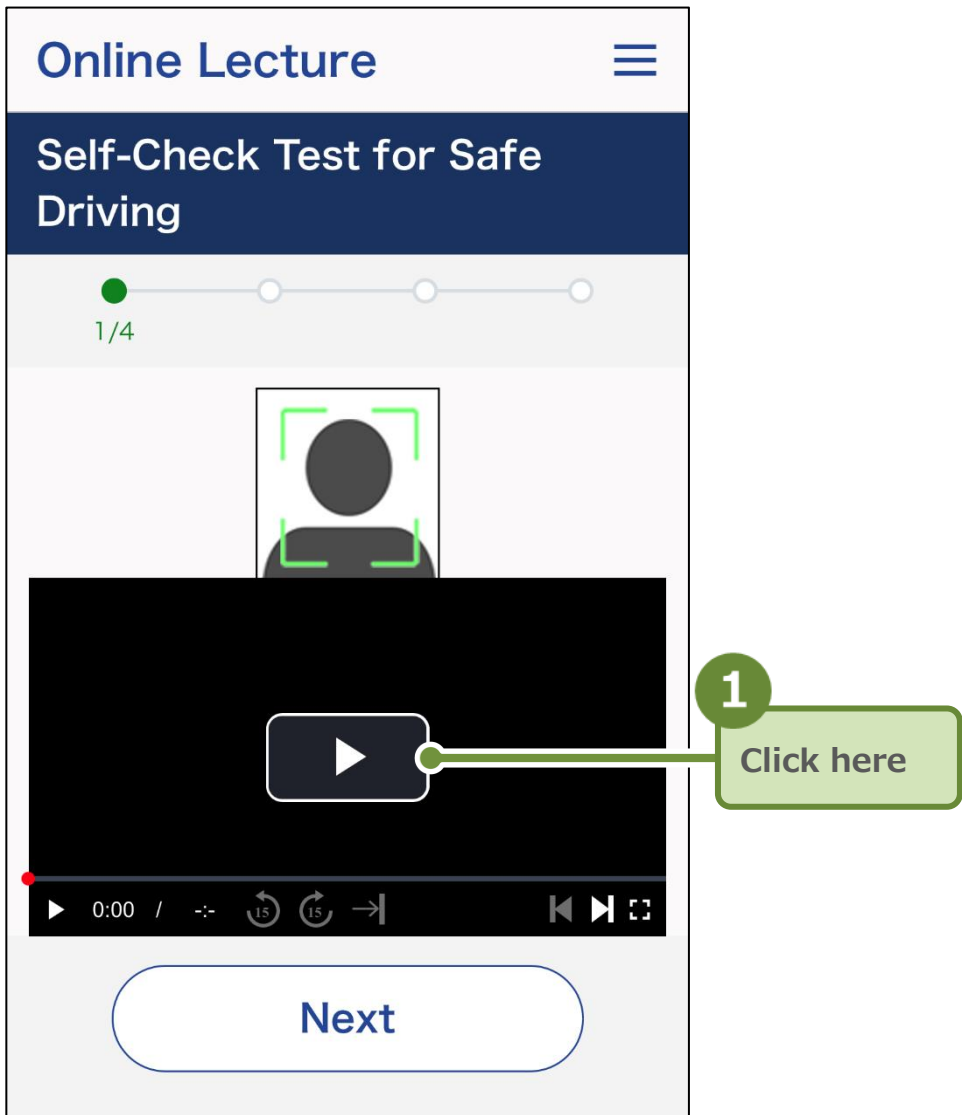 Online Lecture
Self-Check Test for Safe
Driving
1/4
1
Click here
0:00 / -:-
15
15
Next